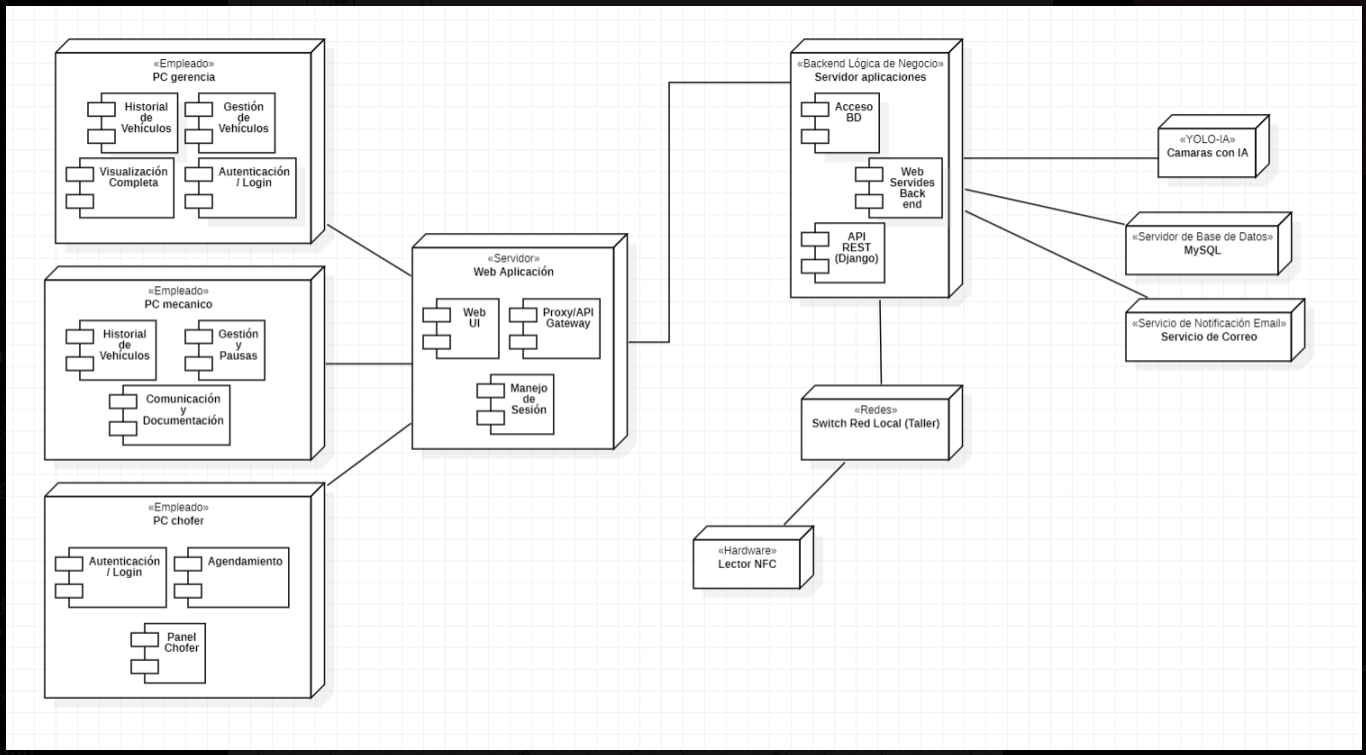 «Empleado»
PC gerencia
Historial
de
Vehículos
Gestión
de
Vehículos
Visualización
Completa
Autenticación
/ Login
«Empleado»
PC mecanico
Historial
de
Vehículos
Gestión
y
Pausas
Comunicación
y
Documentación
«Empleado»
PC chofer
Autenticación
/ Login
Agendamiento
Panel
Chofer
«Servidor»
Web Aplicación
Web
UI
Proxy/API
Gateway
Manejo
de
Sesión
«Backend Lógica de Negocio»
Servidor aplicaciones
Acceso
BD
Web
Servides
Back
end
API
REST
(Django)
«Redes»
Switch Red Local (Taller)
«Hardware»
Lector NFC
«YOLO-IA»
Camaras con IA
«Servidor de Base de Datos»
MySQL
«Servicio de Notificación Email»
Servicio de Correo